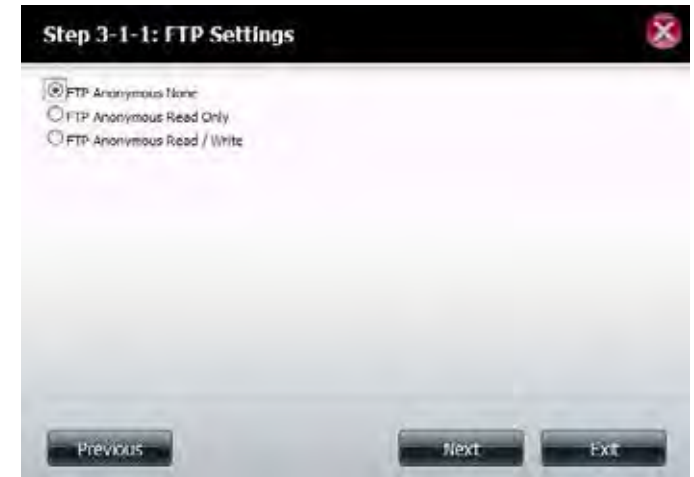 Step 3-1-1: FTP Settings
FTP Anonymous None
FTP Anonymous Read Only
FTP Anonymous Read / Write
Previous
Next
Exit